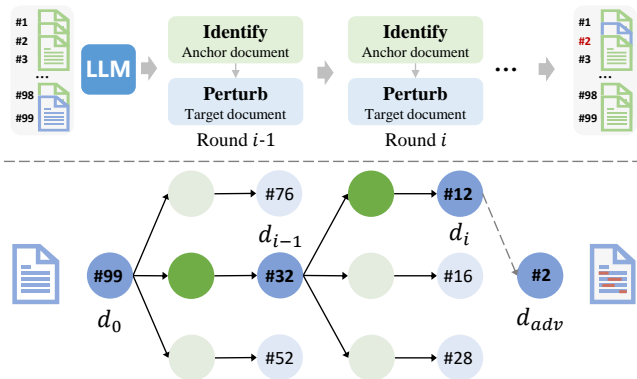 #1
#2
#3
...
#98
#99
LLM
Identify
Anchor document
Perturb
Target document
Round i-1
Identify
Anchor document
Perturb
Target document
Round i
...
#1
#2
#3
...
#98
#99
#99
d_0
#76
d_{i-1}
#32
#52
#12
d_i
#16
#28
#2
d_{adv}